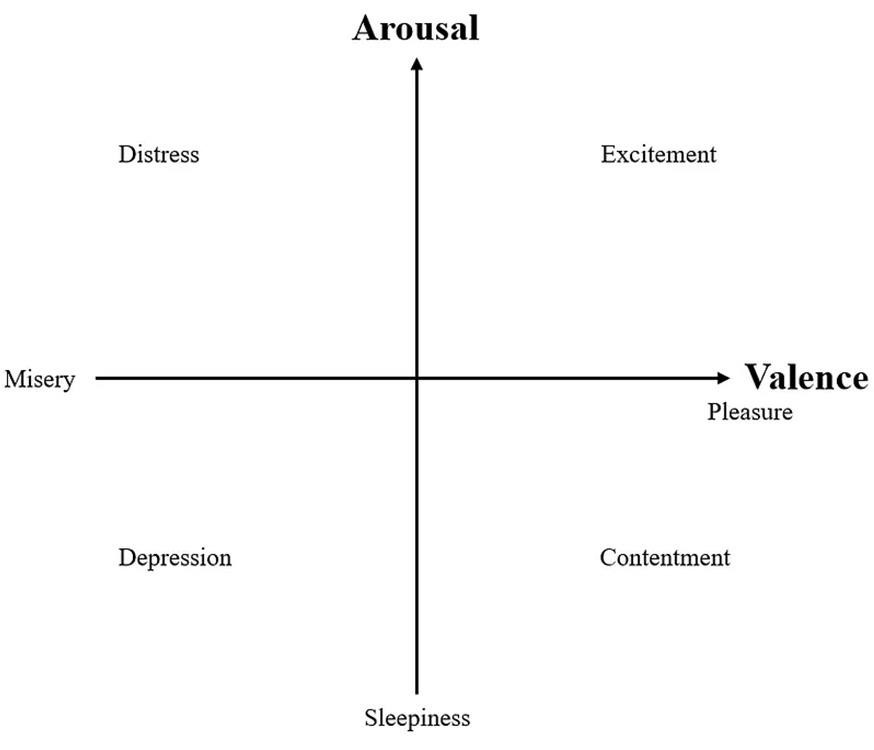 Arousal
Distress
Excitement
Misery
Valence
Pleasure
Depression
Contentment
Sleepiness